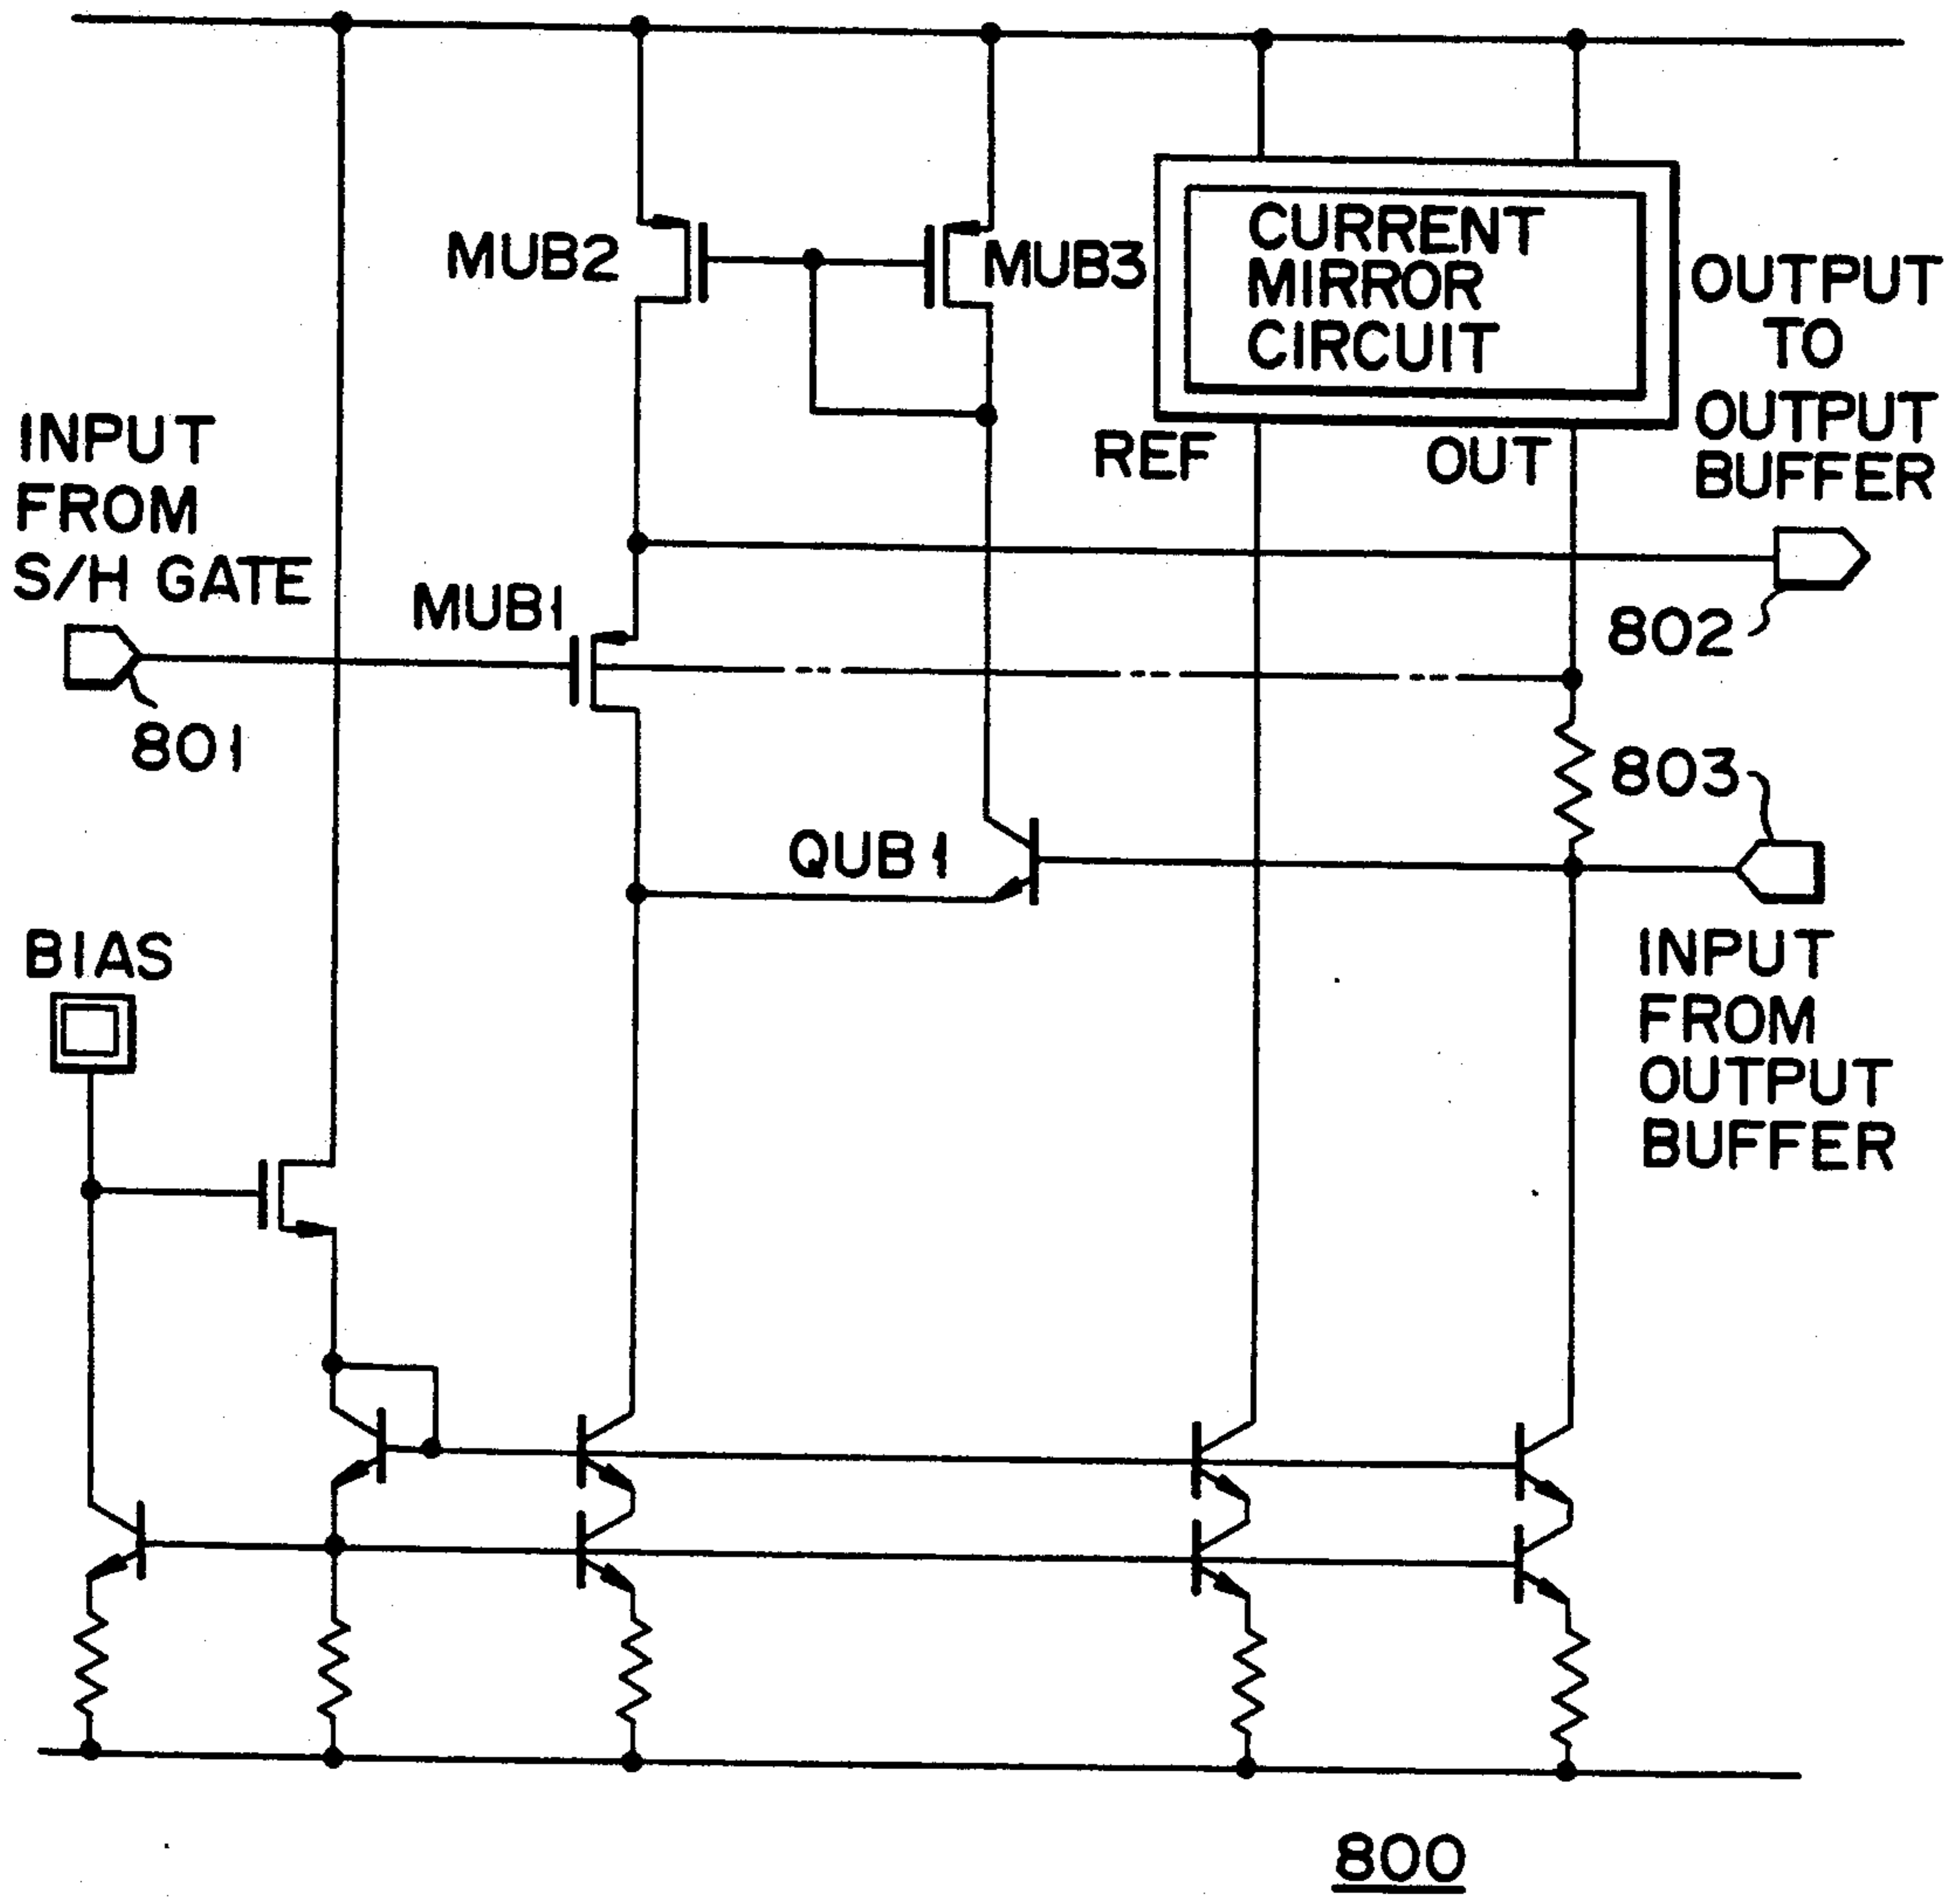 MUB2
MUB3
CURRENT
MIRROR
CIRCUIT
OUTPUT
TO
OUTPUT
BUFFER
REF
OUT
INPUT
FROM
S/H GATE
MUB1
802
801
803
QUB1
BIAS
INPUT
FROM
OUTPUT
BUFFER
800